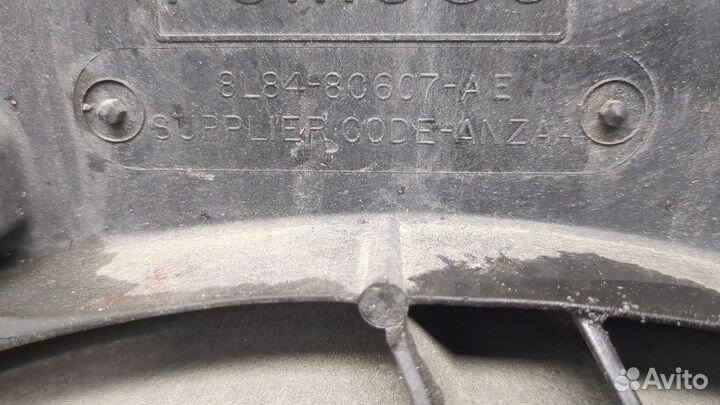 8L84-8C607-AE
SUPPLIER CODE-ANZAA
Avito